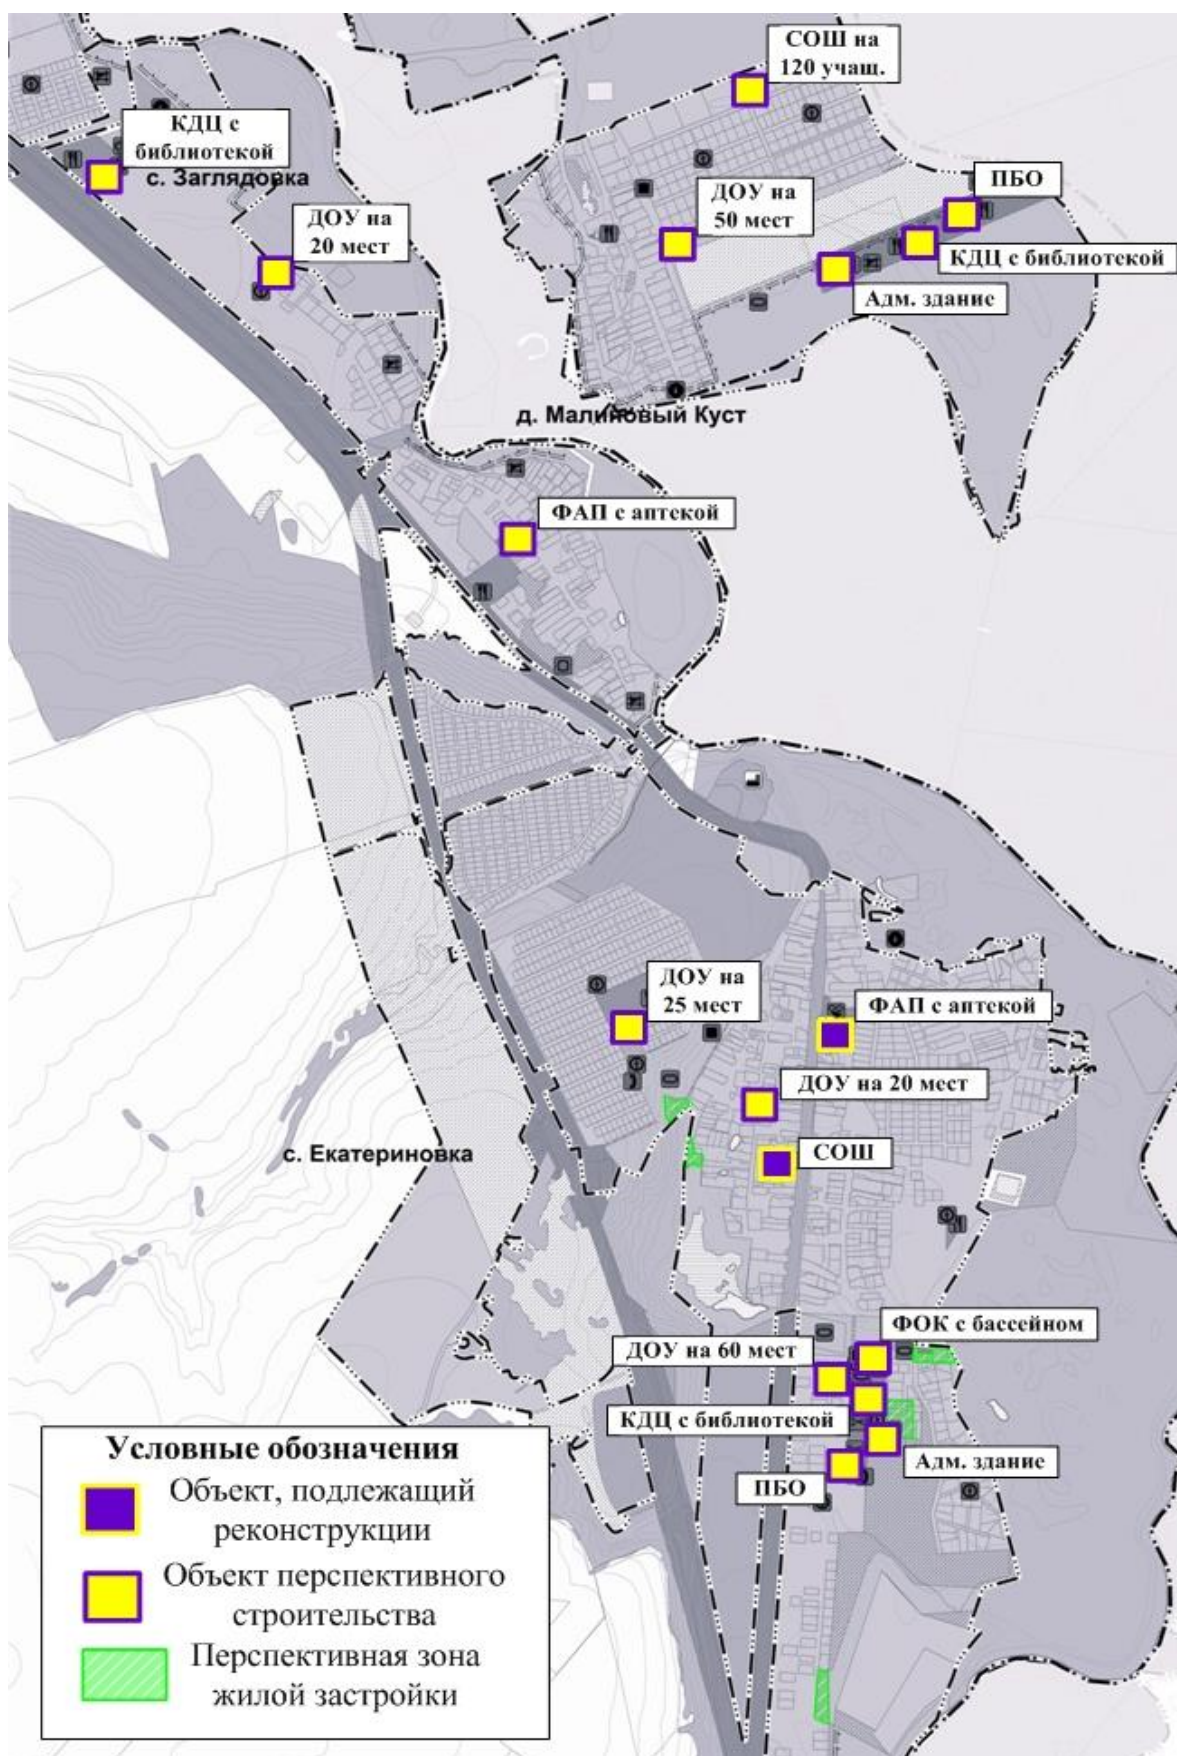 СОШ на
120 учащ.
КДЦ с
библиотекой
с. Заглядовка
ДОУ на
20 мест
ДОУ на
50 мест
ПБО
КДЦ с библиотекой
Адм. здание
д. Малиновый Куст
ФАП с аптекой
ДОУ на
25 мест
ФАП с аптекой
ДОУ на 20 мест
СОШ
с. Екатериновка
ФОК с бассейном
ДОУ на 60 мест
КДЦ с библиотекой
Адм. здание
ПБО
Условные обозначения
Объект, подлежащий
реконструкции
Объект перспективного
строительства
Перспективная зона
жилой застройки